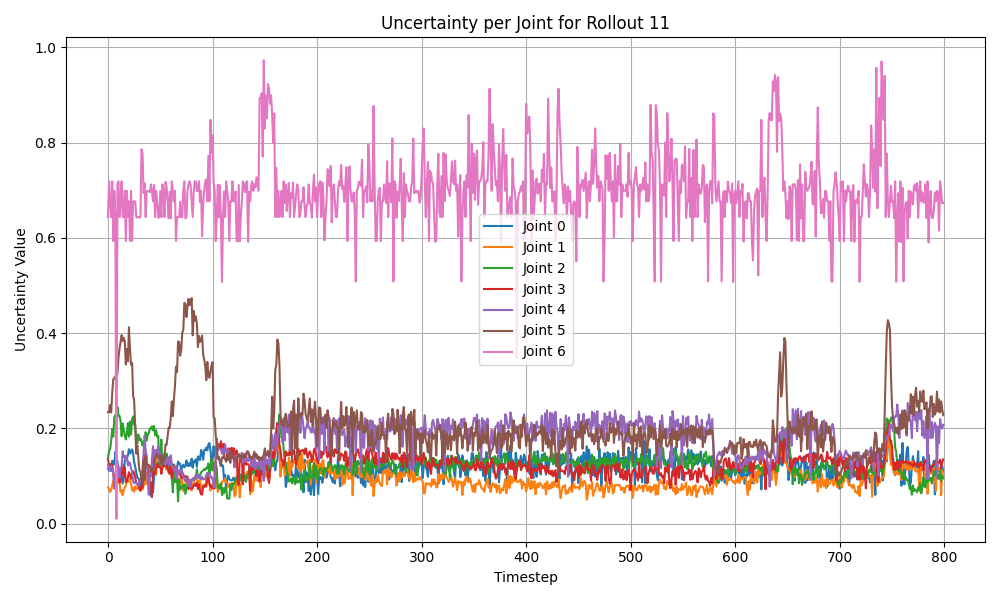 Uncertainty per Joint for Rollout 11
1.0
0.8
0.6
0.4
0.2
0.0
Uncertainty Value
Joint 0
Joint 1
Joint 2
Joint 3
Joint 4
Joint 5
Joint 6
0 100 200 300 400 500 600 700 800
Timestep